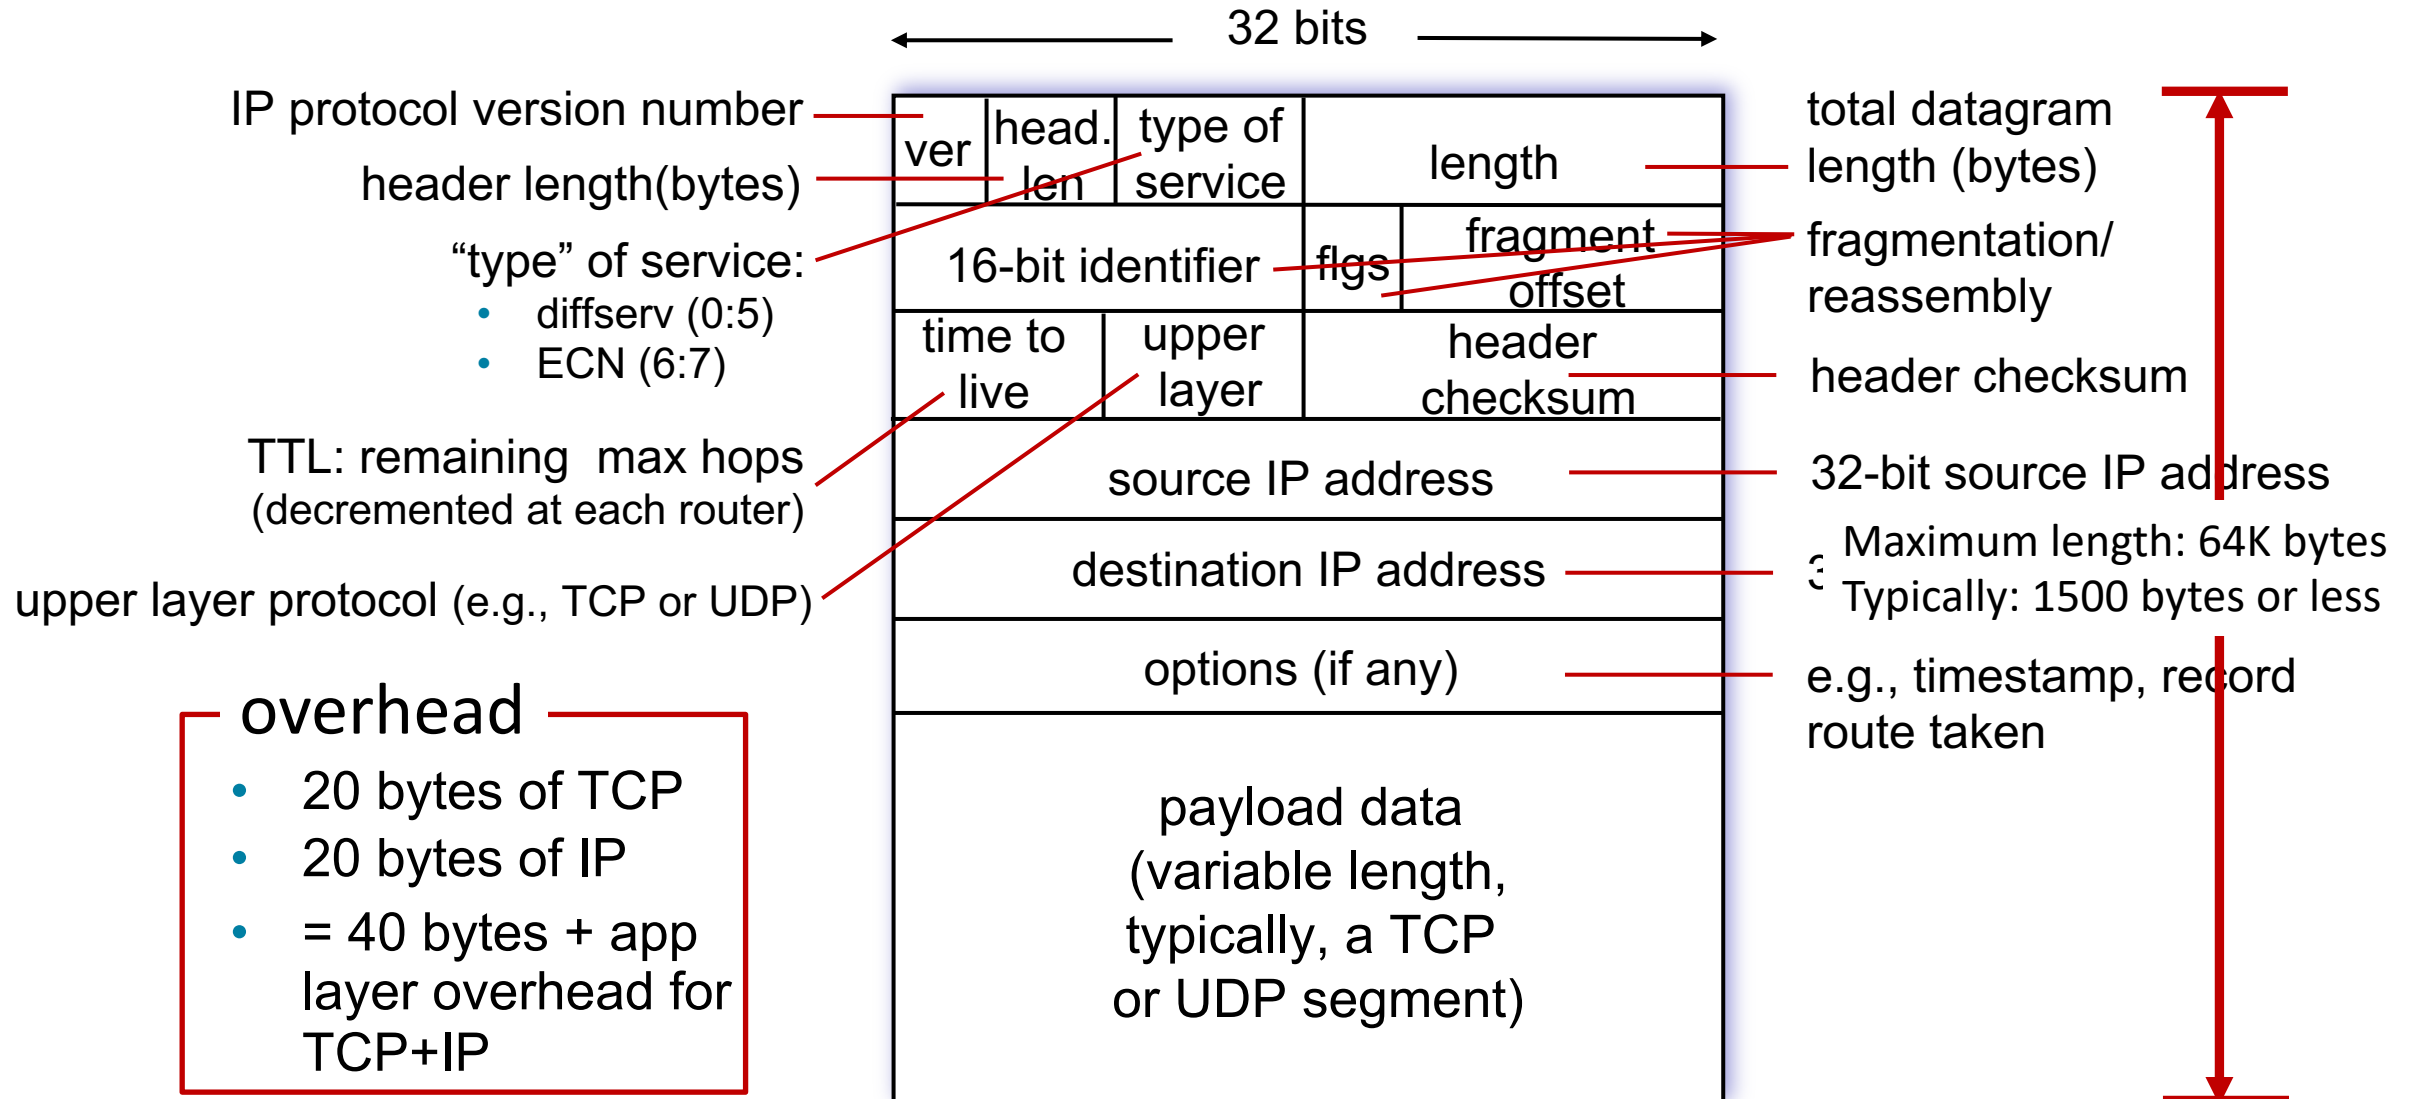 32 bits
IP protocol version number
header length(bytes)
“type” of service:
• diffserv (0:5)
• ECN (6:7)
TTL: remaining max hops
(decremented at each router)
upper layer protocol (e.g., TCP or UDP)
overhead
• 20 bytes of TCP
• 20 bytes of IP
• = 40 bytes + app
layer overhead for
TCP+IP
ver
head.
len
type of
service
length
16-bit identifier
flgs
fragment
offset
time to
live
upper
layer
header
checksum
source IP address
destination IP address
options (if any)
payload data
(variable length,
typically, a TCP
or UDP segment)
total datagram
length (bytes)
fragmentation/
reassembly
header checksum
32-bit source IP address
Maximum length: 64K bytes
Typically: 1500 bytes or less
e.g., timestamp, record
route taken